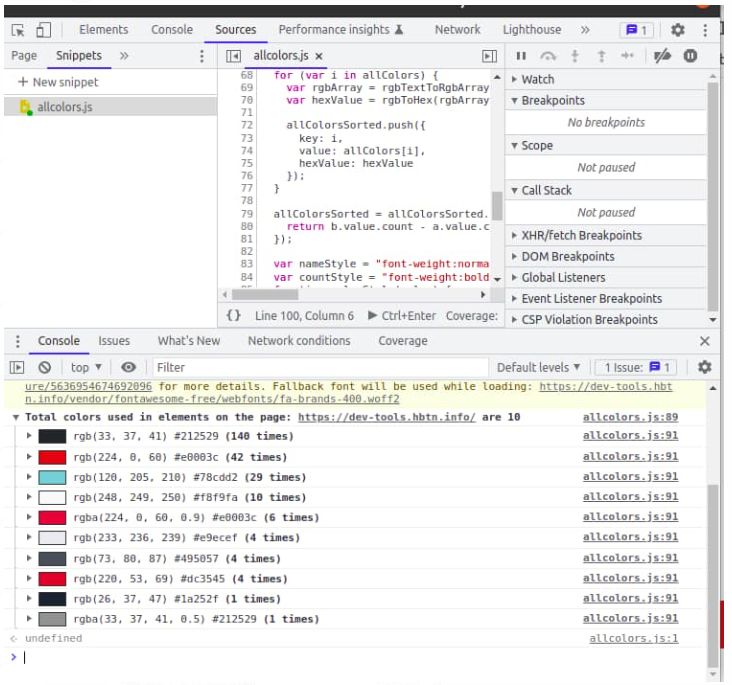 Elements Console Sources Performance insights Network Lighthouse » 1
Page Snippets » allcolors.js ×
+ New snippet
allcolors.js
68 for (var i in allColors) {
69 var rgbArray = rgbTextToRgbArray
70 var hexValue = rgbToHex(rgbArray
71
72 allColorsSorted.push({
73 key: i,
74 value: allColors[i],
75 hexValue: hexValue
76 });
77 }
78
79 allColorsSorted = allColorsSorted.
80 return b.value.count - a.value.c
81 });
82
83 var nameStyle = "font-weight:norma
84 var countStyle = "font-weight:bold
{} Line 100, Column 6 Ctrl+Enter Coverage:
Watch
Breakpoints
No breakpoints
Scope
Not paused
Call Stack
Not paused
XHR/fetch Breakpoints
DOM Breakpoints
Global Listeners
Event Listener Breakpoints
CSP Violation Breakpoints
Console Issues What's New Network conditions Coverage ×
top ▼ Filter Default levels ▼ 1 Issue: 1
ure/5636954674692096 for more details. Fallback font will be used while loading: https://dev-tools.hbt
n.info/vendor/fontawesome-free/webfonts/fa-brands-400.woff2
Total colors used in elements on the page: https://dev-tools.hbtn.info/ are 10 allcolors.js:89
rgb(33, 37, 41) #212529 (140 times) allcolors.js:91
rgb(224, 0, 60) #e0003c (42 times) allcolors.js:91
rgb(120, 205, 210) #78cdd2 (29 times) allcolors.js:91
rgb(248, 249, 250) #f8f9fa (10 times) allcolors.js:91
rgba(224, 0, 60, 0.9) #e0003c (6 times) allcolors.js:91
rgb(233, 236, 239) #e9ecef (4 times) allcolors.js:91
rgb(73, 80, 87) #495057 (4 times) allcolors.js:91
rgb(220, 53, 69) #dc3545 (4 times) allcolors.js:91
rgb(26, 37, 47) #1a252f (1 times) allcolors.js:91
rgba(33, 37, 41, 0.5) #212529 (1 times) allcolors.js:91
undefined allcolors.js:1
>